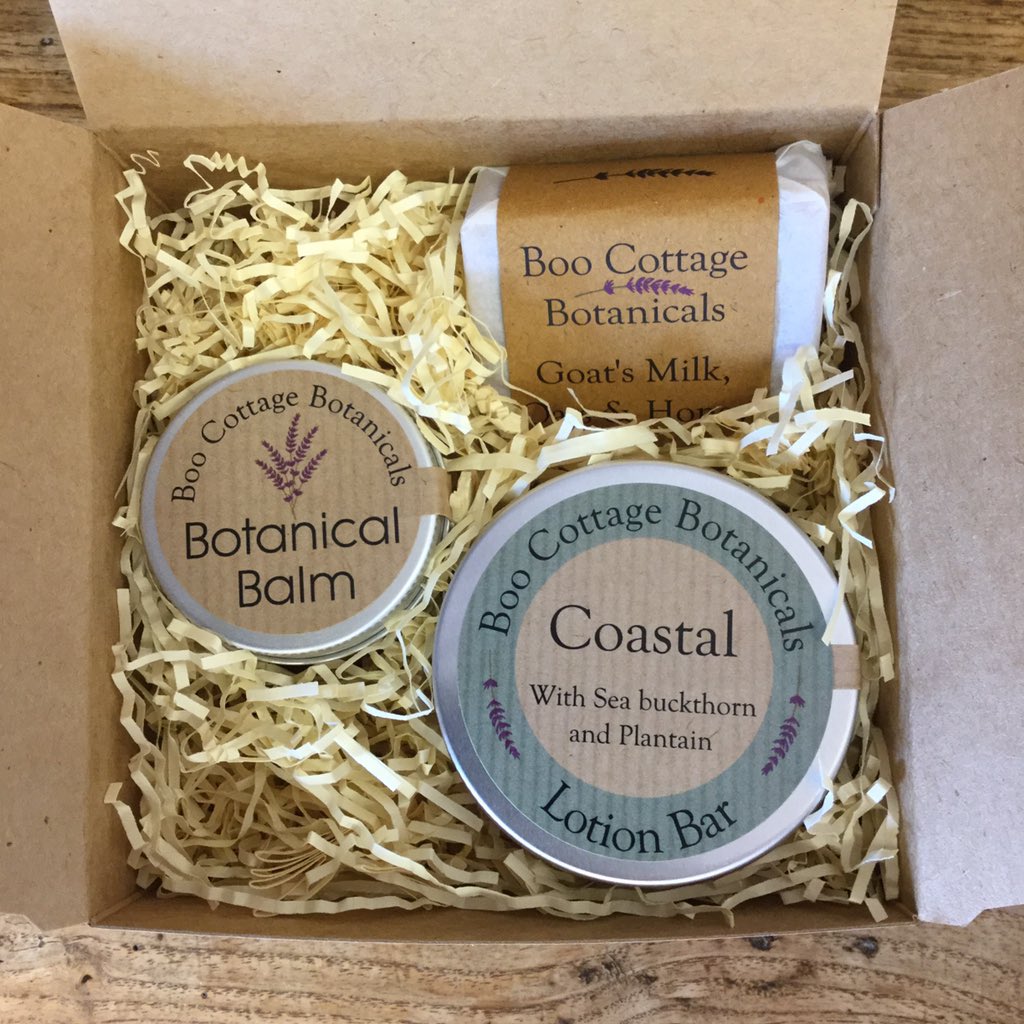 Boo Cottage
Botanicals
Goat's Milk,
&
Boo Cottage Botanicals
Botanical
Balm
Boo Cottage Botanicals
Coastal
With Sea buckthorn
and Plantain
Lotion Bar